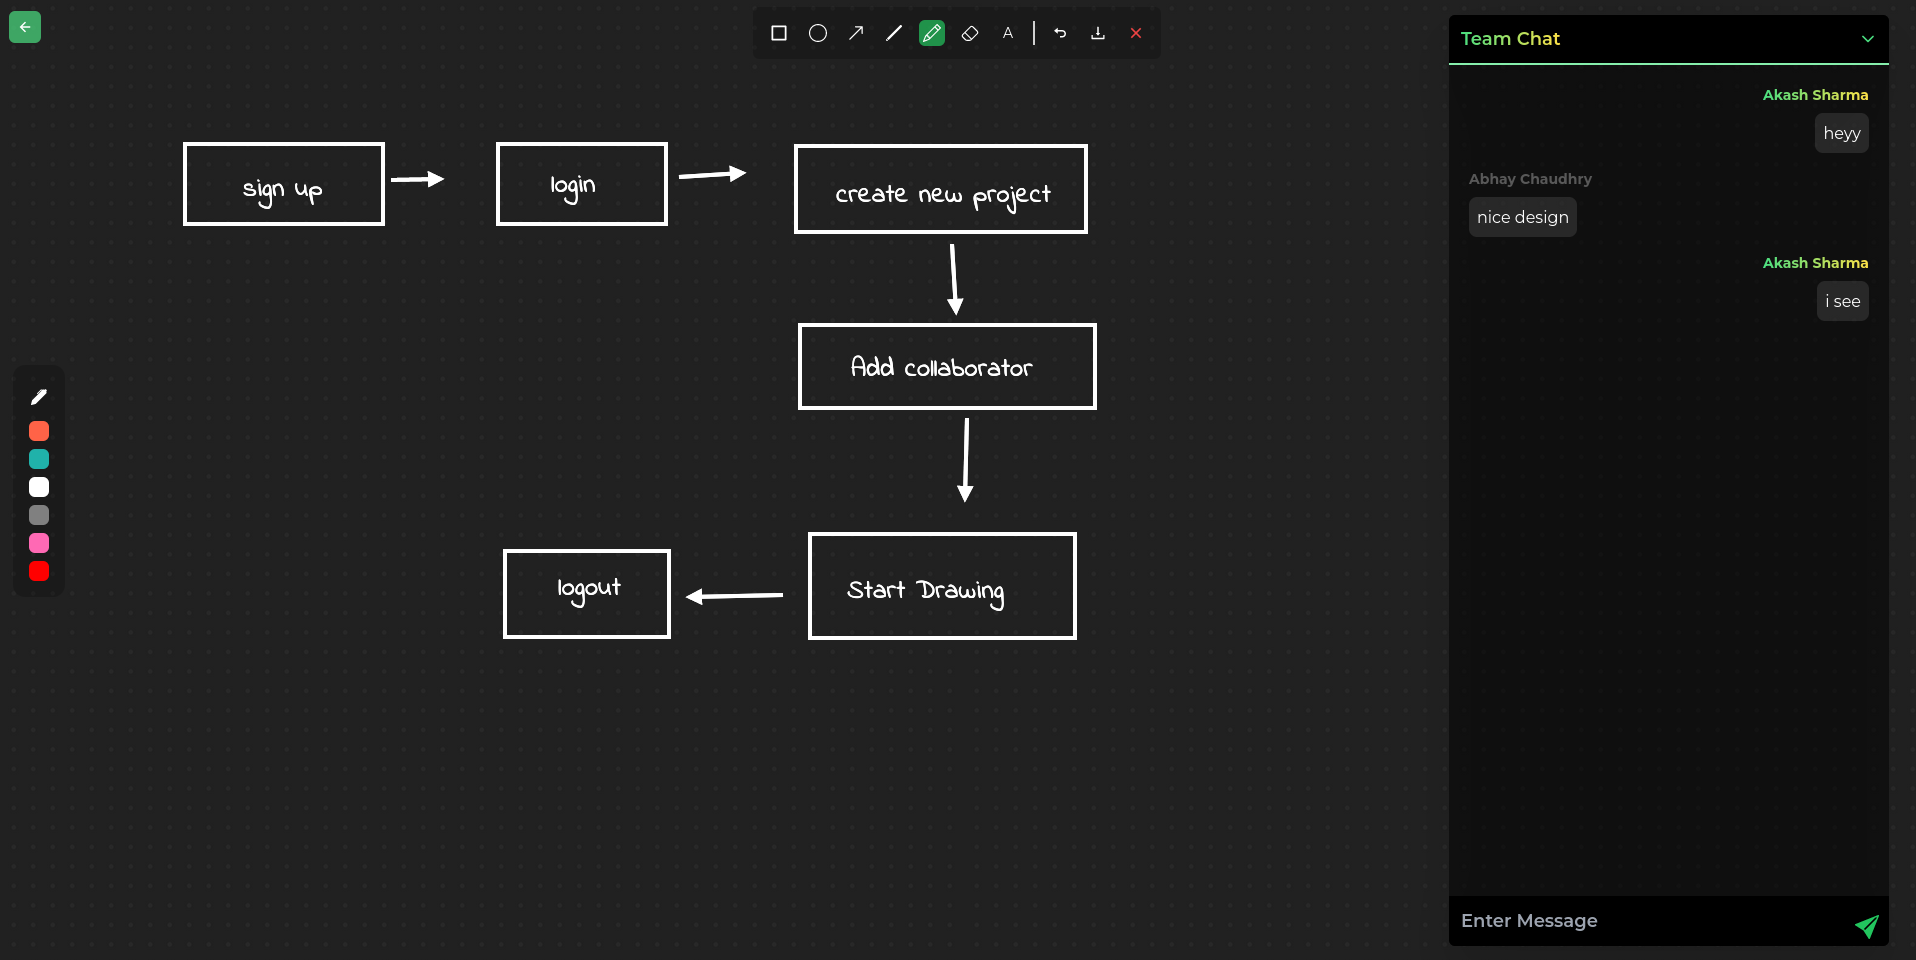 A
Team Chat
Akash Sharma
heyy
Abhay Chaudhry
nice design
Akash Sharma
i see
sign up
login
create new project
Add collaborator
Start Drawing
logout
Enter Message